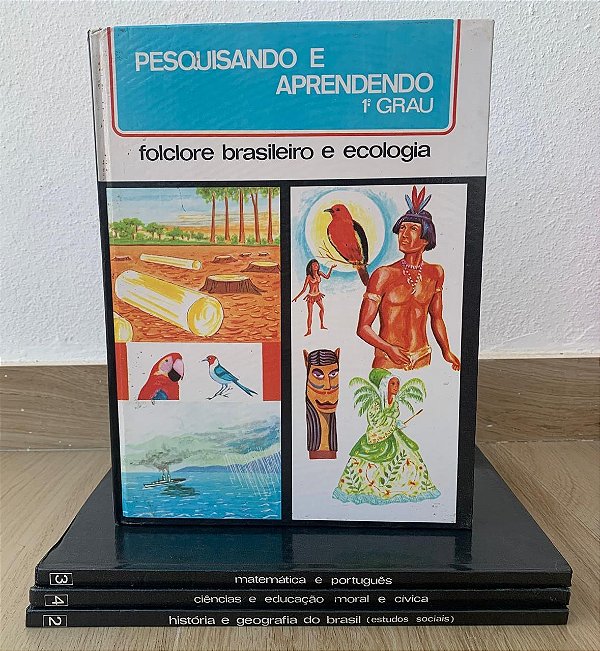 PESQUISANDO E
APRENDENDO
1º GRAU
folclore brasileiro e ecologia
3 matemática e português
4 ciências e educação moral e cívica
2 história e geografia do brasil (estudos sociais)